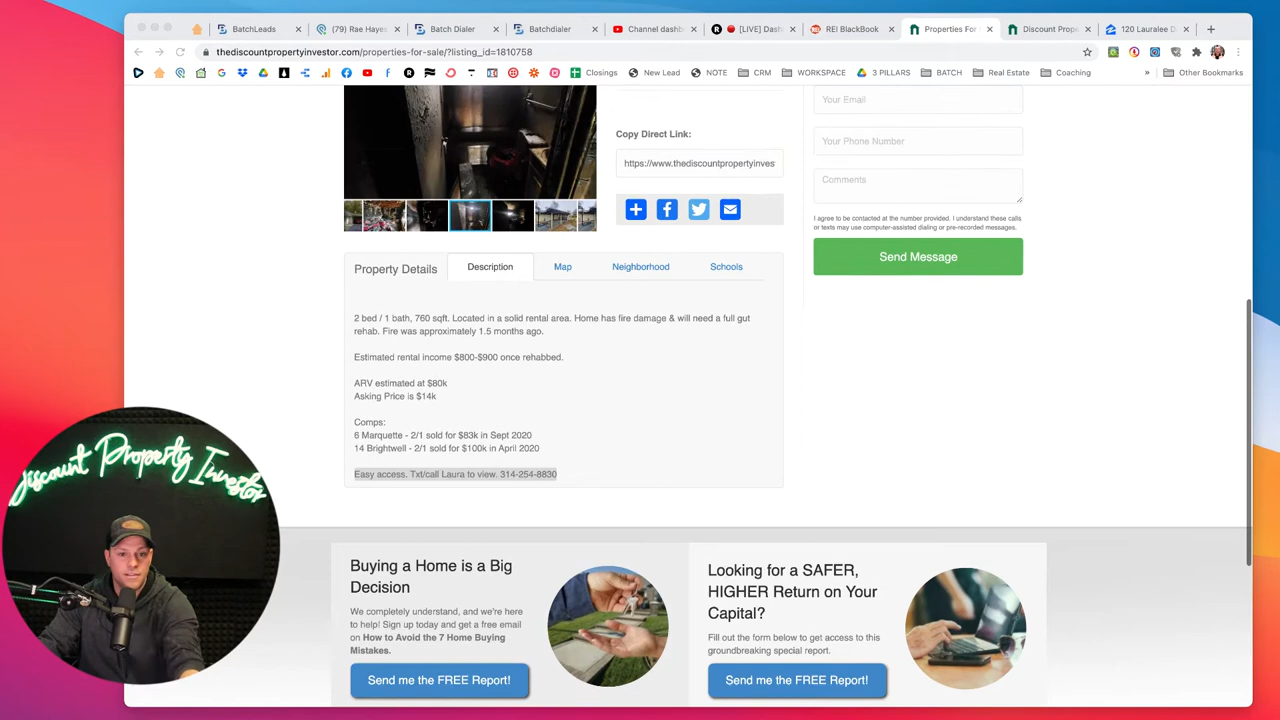 BatchLeads
(79) Rae Hayes
Batch Dialer
Batchdialer
Channel dashb
[LIVE] Dash
REI BlackBook
Properties For
Discount Prope
120 Lauralee D
thediscountpropertyinvestor.com/properties-for-sale/?listing_id=1810758
Closings
New Lead
NOTE
CRM
WORKSPACE
3 PILLARS
BATCH
Real Estate
Coaching
»
Other Bookmarks
Your Email
Your Phone Number
Comments
I agree to be contacted at the number provided. I understand these calls
or texts may use computer-assisted dialing or pre-recorded messages.
Send Message
Copy Direct Link:
https://www.thediscountpropertyinves
Property Details
Description
Map
Neighborhood
Schools
2 bed / 1 bath, 760 sqft. Located in a solid rental area. Home has fire damage & will need a full gut
rehab. Fire was approximately 1.5 months ago.
Estimated rental income $800-$900 once rehabbed.
ARV estimated at $80k
Asking Price is $14k
Comps:
6 Marquette - 2/1 sold for $83k in Sept 2020
14 Brightwell - 2/1 sold for $100k in April 2020
Easy access. Txt/call Laura to view. 314-254-8830
Discount Property Investor
Buying a Home is a Big
Decision
We completely understand, and we're here
to help! Sign up today and get a free email
on How to Avoid the 7 Home Buying
Mistakes.
Send me the FREE Report!
Looking for a SAFER,
HIGHER Return on Your
Capital?
Fill out the form below to get access to this
groundbreaking special report.
Send me the FREE Report!